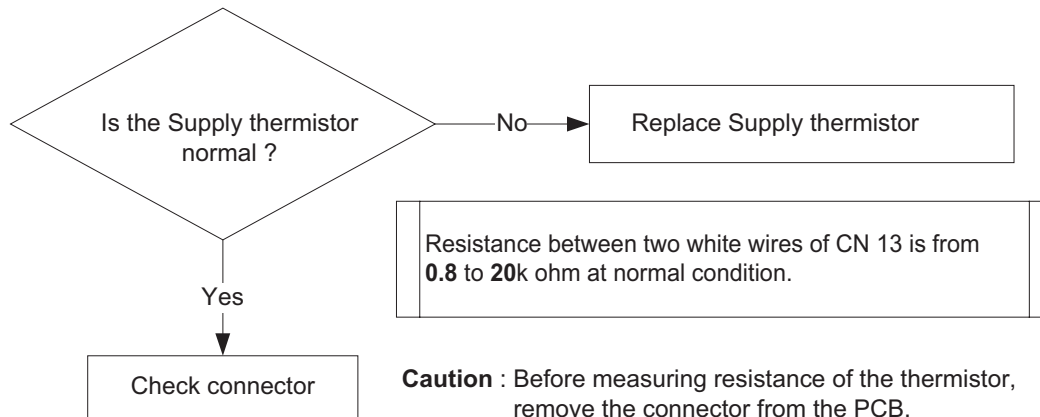 Is the Supply thermistor
normal ?
No
Replace Supply thermistor
Resistance between two white wires of CN 13 is from
0.8 to 20k ohm at normal condition.
Yes
Check connector
Caution : Before measuring resistance of the thermistor,
remove the connector from the PCB.